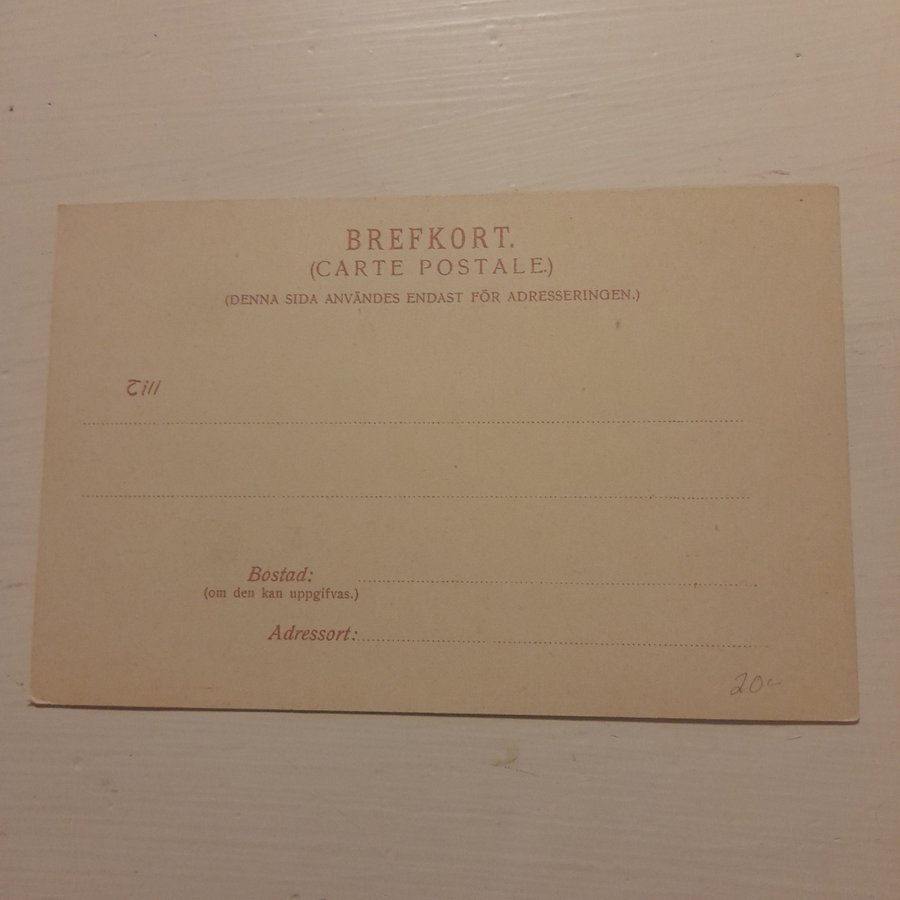 BREFKORT.
(CARTE POSTALE.)
(DENNA SIDA ANVÄNDES ENDAST FÖR ADRESSERINGEN.)
Till
Bostad:
(om den kan uppgifvas.)
Adressort:
20:-